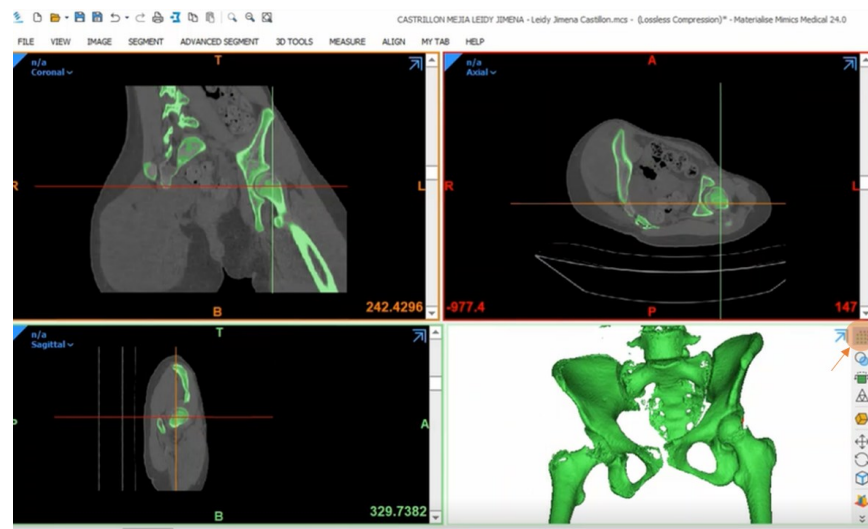 CASTRILLON MEJIA LEIDY JIMENA - Leidy Jimena Castillon.mcs - (Lossless Compression)* - Materialise Mimics Medical 24.0
FILE VIEW IMAGE SEGMENT ADVANCED SEGMENT 3D TOOLS MEASURE ALIGN MY TAB HELP
n/a
Coronal
T
R
L
B
242.4296
n/a
Axial
A
R
L
-977.4
P
147
n/a
Sagittal
T
P
A
B
329.7382